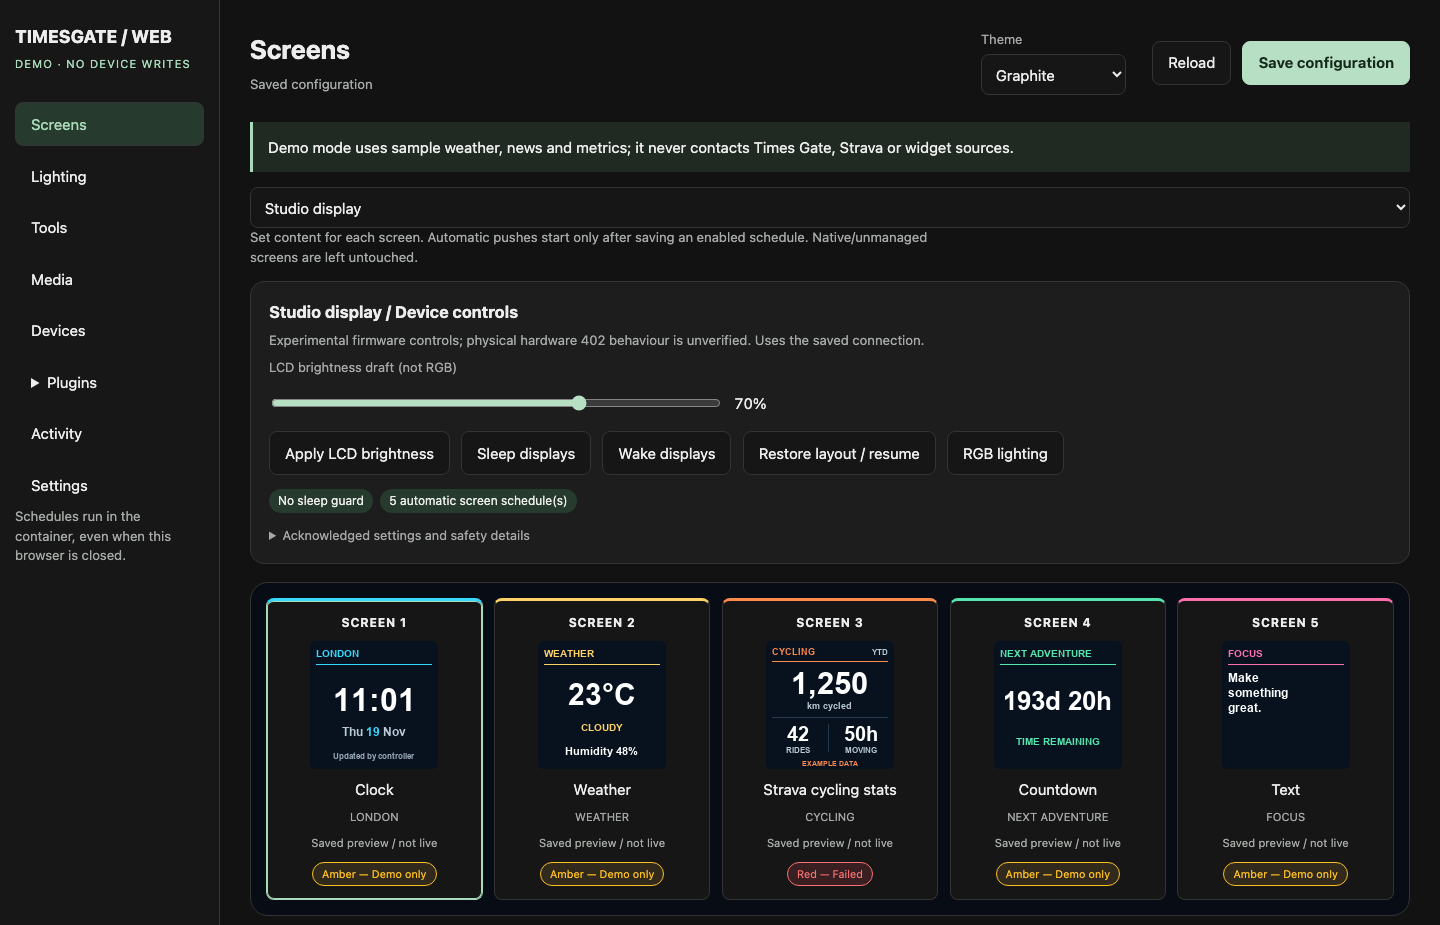 TIMESGATE / WEB
DEMO · NO DEVICE WRITES
Screens
Lighting
Tools
Media
Devices
Plugins
Activity
Settings
Schedules run in the
container, even when this
browser is closed.
Screens
Saved configuration
Theme
Graphite
Reload
Save configuration
Demo mode uses sample weather, news and metrics; it never contacts Times Gate, Strava or widget sources.
Studio display
Set content for each screen. Automatic pushes start only after saving an enabled schedule. Native/unmanaged
screens are left untouched.
Studio display / Device controls
Experimental firmware controls; physical hardware 402 behaviour is unverified. Uses the saved connection.
LCD brightness draft (not RGB)
70%
Apply LCD brightness
Sleep displays
Wake displays
Restore layout / resume
RGB lighting
No sleep guard
5 automatic screen schedule(s)
Acknowledged settings and safety details
SCREEN 1
LONDON
11:01
Thu 19 Nov
Updated by controller
Clock
LONDON
Saved preview / not live
Amber — Demo only
SCREEN 2
WEATHER
23°C
CLOUDY
Humidity 48%
Weather
WEATHER
Saved preview / not live
Amber — Demo only
SCREEN 3
CYCLING YTD
1,250
km cycled
42 50h
RIDES MOVING
EXAMPLE DATA
Strava cycling stats
CYCLING
Saved preview / not live
Red — Failed
SCREEN 4
NEXT ADVENTURE
193d 20h
TIME REMAINING
Countdown
NEXT ADVENTURE
Saved preview / not live
Amber — Demo only
SCREEN 5
FOCUS
Make
something
great.
Text
FOCUS
Saved preview / not live
Amber — Demo only